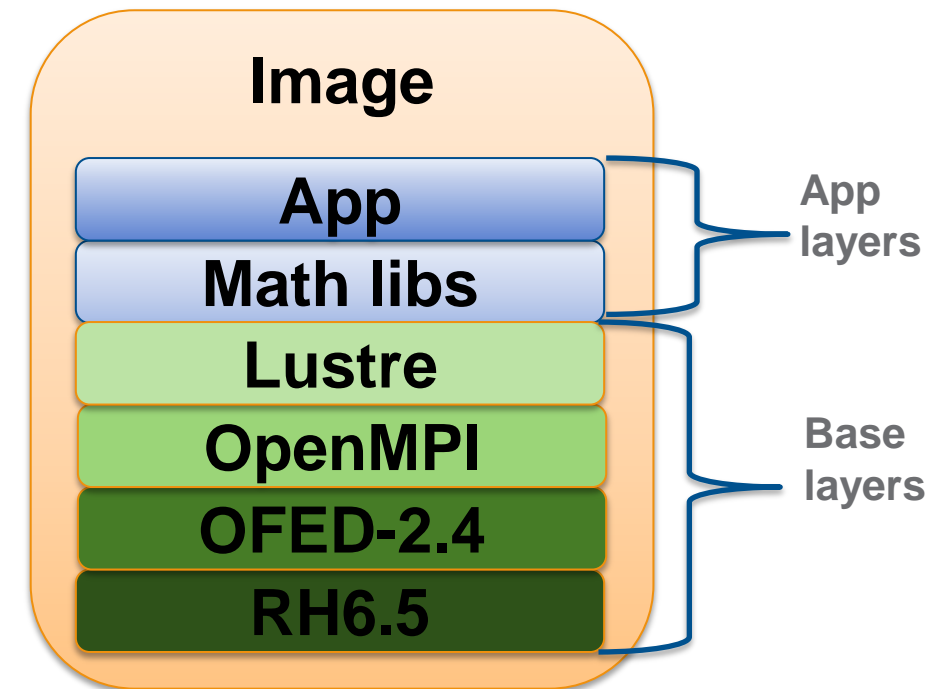 Image
App
Math libs
Lustre
OpenMPI
OFED-2.4
RH6.5
App
layers
Base
layers